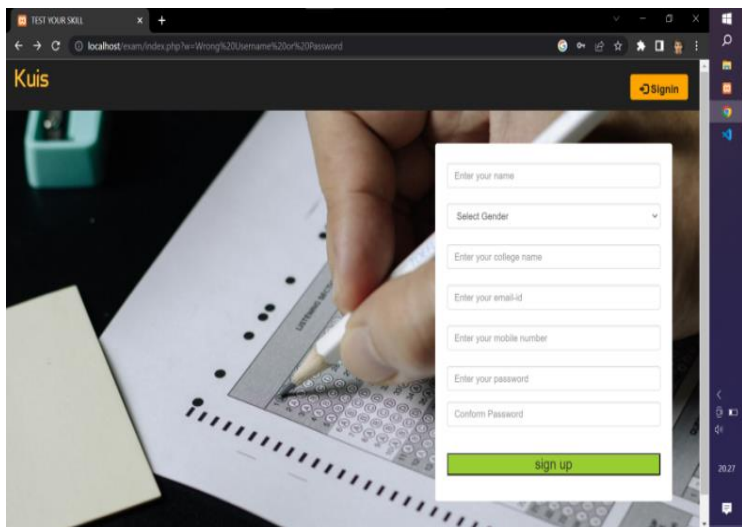 TEST YOUR SKILL
localhost/exam/index.php?w=Wrong%20Username%20or%20Password
Kuis
Signin
Enter your name
Select Gender
Enter your college name
Enter your email-id
Enter your mobile number
Enter your password
Conform Password
sign up
LISTENING SECTION
20.27